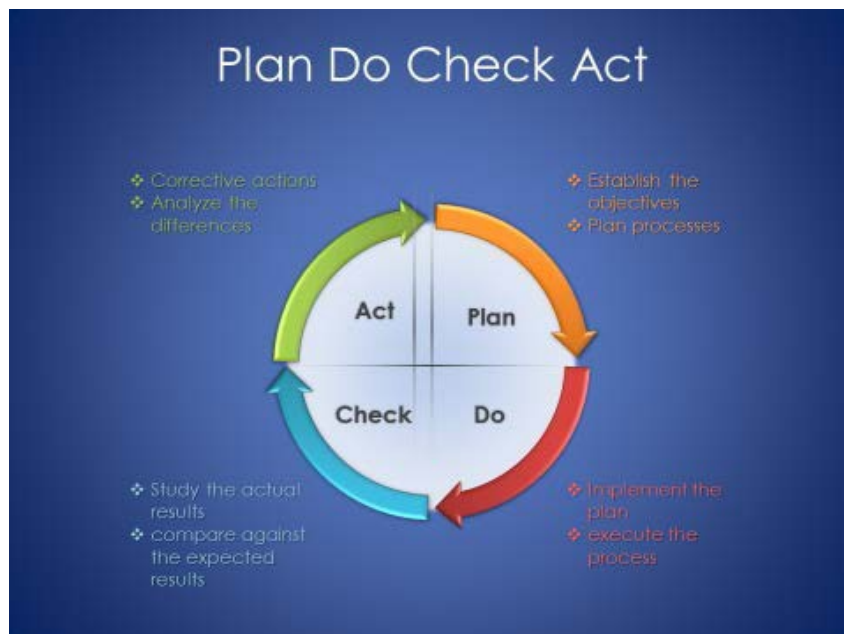 Plan Do Check Act
❖ Corrective actions
❖ Analyze the
differences
❖ Establish the
objectives
❖ Plan processes
Act
Plan
Check
Do
❖ Study the actual
results
❖ compare against
the expected
results
❖ Implement the
plan
❖ execute the
process